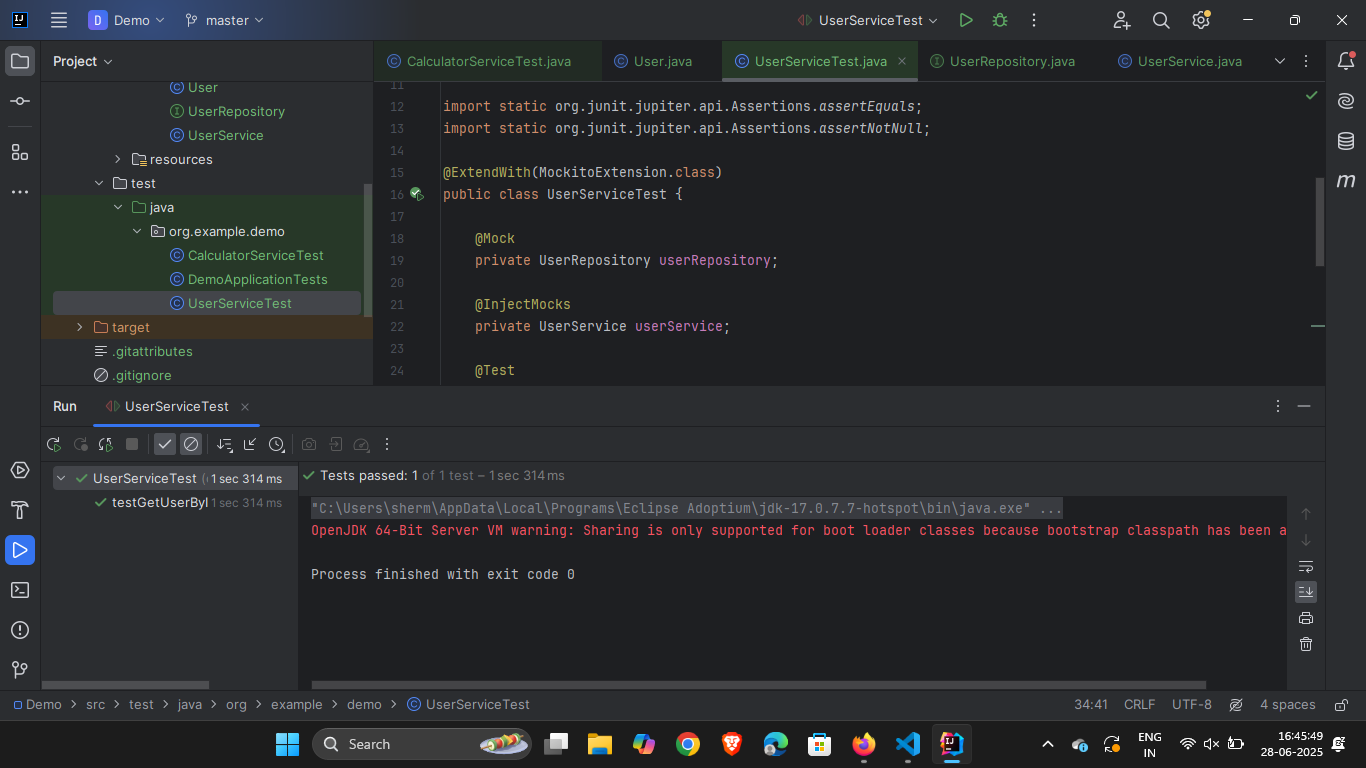 D Demo master UserServiceTest
Project
CalculatorServiceTest.java User.java UserServiceTest.java UserRepository.java UserService.java
User
UserRepository
UserService
resources
test
java
org.example.demo
CalculatorServiceTest
DemoApplicationTests
UserServiceTest
target
.gitattributes
.gitignore
11
12 import static org.junit.jupiter.api.Assertions.assertEquals;
13 import static org.junit.jupiter.api.Assertions.assertNotNull;
14
15 @ExtendWith(MockitoExtension.class)
16 public class UserServiceTest {
17
18 @Mock
19 private UserRepository userRepository;
20
21 @InjectMocks
22 private UserService userService;
23
24 @Test
Run UserServiceTest
UserServiceTest 1 sec 314 ms
testGetUserByI 1 sec 314 ms
Tests passed: 1 of 1 test – 1 sec 314 ms
"C:\Users\sherm\AppData\Local\Programs\Eclipse Adoptium\jdk-17.0.7.7-hotspot\bin\java.exe" ...
OpenJDK 64-Bit Server VM warning: Sharing is only supported for boot loader classes because bootstrap classpath has been a
Process finished with exit code 0
Demo > src > test > java > org > example > demo > UserServiceTest
34:41 CRLF UTF-8 4 spaces
Search
ENG
IN
16:45:49
28-06-2025